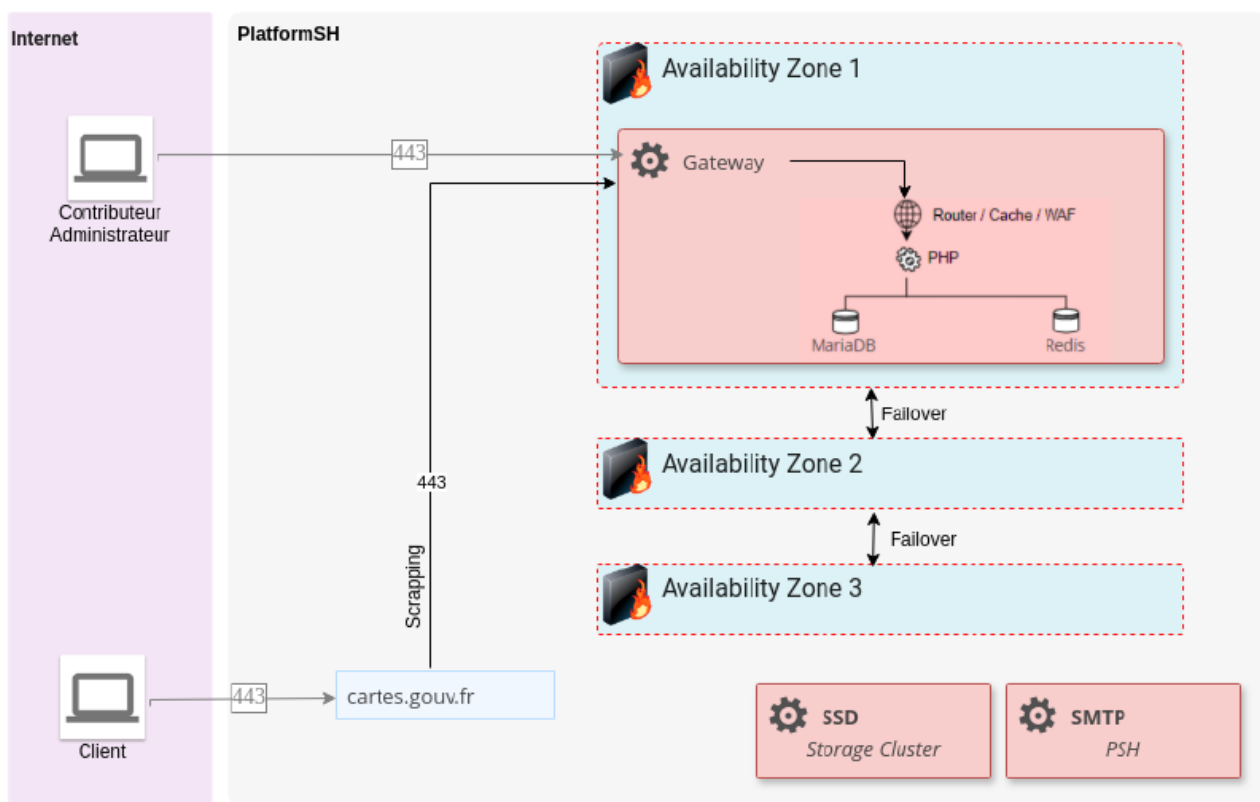 Internet
PlatformSH
Availability Zone 1
443
Gateway
Contributeur
Administrateur
Router / Cache / WAF
PHP
MariaDB
Redis
Failover
Availability Zone 2
443
Failover
Scrapping
Availability Zone 3
443
cartes.gouv.fr
Client
SSD
Storage Cluster
SMTP
PSH